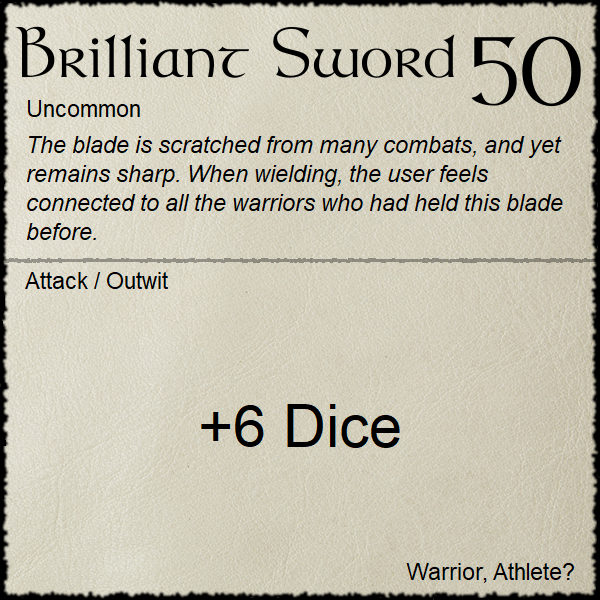 Brilliant Sword 50
Uncommon
The blade is scratched from many combats, and yet
remains sharp. When wielding, the user feels
connected to all the warriors who had held this blade
before.
Attack / Outwit
+6 Dice
Warrior, Athlete?